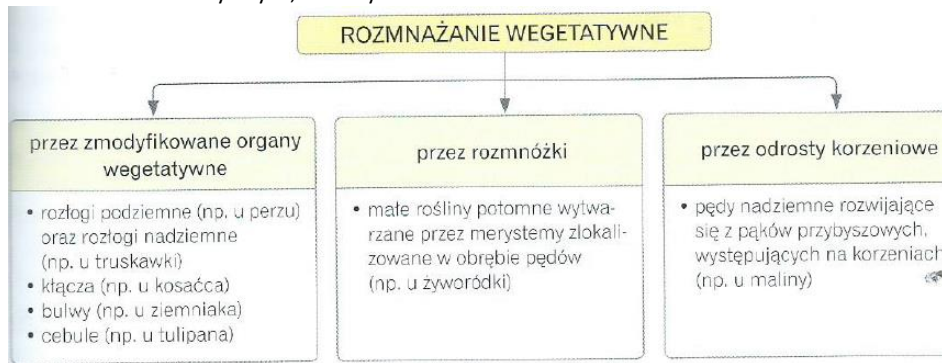 ROZMNAŻANIE WEGETATYWNE
przez zmodyfikowane organy
wegetatywne
• rozłogi podziemne (np. u perzu)
oraz rozłogi nadziemne
(np. u truskawki)
• kłącza (np. u kosaćca)
• bulwy (np. u ziemniaka)
• cebule (np. u tulipana)
przez rozmnóżki
• małe rośliny potomne wytwa-
rzane przez merystemy zlokali-
zowane w obrębie pędów
(np. u żyworódki)
przez odrosty korzeniowe
• pędy nadziemne rozwijające
się z pąków przybyszowych,
występujących na korzeniach
(np. u maliny)